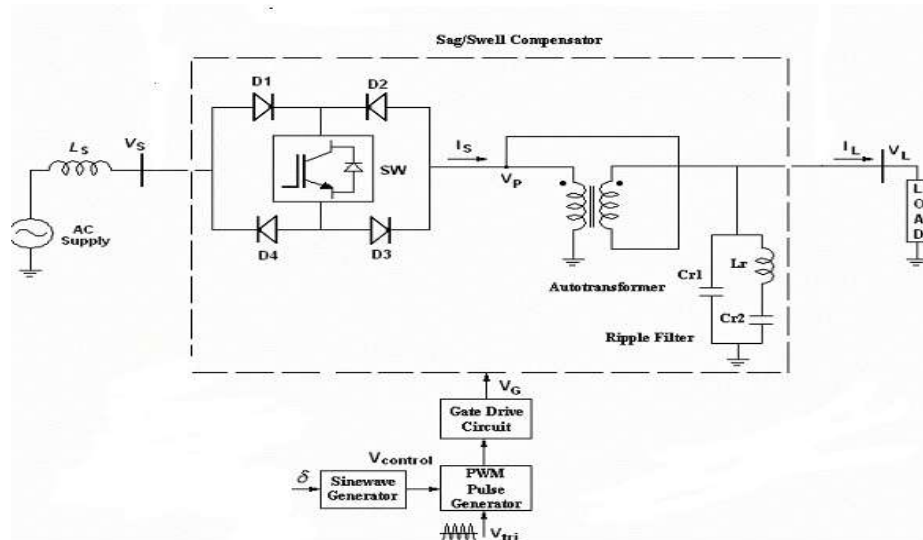 Sag/Swell Compensator
D1
D2
LS
VS
SW
IS
VP
IL
VL
LOAD
AC
Supply
D4
D3
Autotransformer
Cr1
Lr
Cr2
Ripple Filter
VG
Gate Drive
Circuit
Vcontrol
δ
Sinewave
Generator
PWM
Pulse
Generator
Vtri